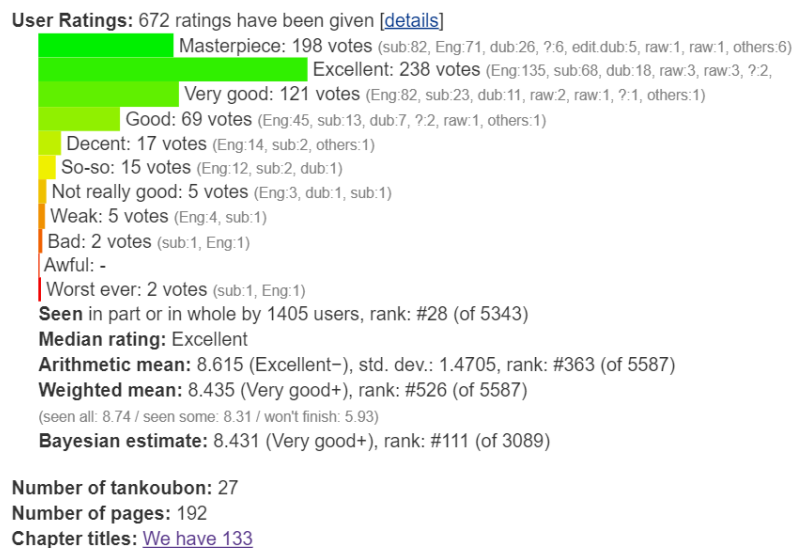 User Ratings: 672 ratings have been given [details]
Masterpiece: 198 votes (sub:82, Eng:71, dub:26, ?:6, edit.dub:5, raw:1, raw:1, others:6)
Excellent: 238 votes (Eng:135, sub:68, dub:18, raw:3, raw:3, ?:2,
Very good: 121 votes (Eng:82, sub:23, dub:11, raw:2, raw:1, ?:1, others:1)
Good: 69 votes (Eng:45, sub:13, dub:7, ?:2, raw:1, others:1)
Decent: 17 votes (Eng:14, sub:2, others:1)
So-so: 15 votes (Eng:12, sub:2, dub:1)
Not really good: 5 votes (Eng:3, dub:1, sub:1)
Weak: 5 votes (Eng:4, sub:1)
Bad: 2 votes (sub:1, Eng:1)
Awful: -
Worst ever: 2 votes (sub:1, Eng:1)
Seen in part or in whole by 1405 users, rank: #28 (of 5343)
Median rating: Excellent
Arithmetic mean: 8.615 (Excellent−), std. dev.: 1.4705, rank: #363 (of 5587)
Weighted mean: 8.435 (Very good+), rank: #526 (of 5587)
(seen all: 8.74 / seen some: 8.31 / won't finish: 5.93)
Bayesian estimate: 8.431 (Very good+), rank: #111 (of 3089)
Number of tankoubon: 27
Number of pages: 192
Chapter titles: We have 133